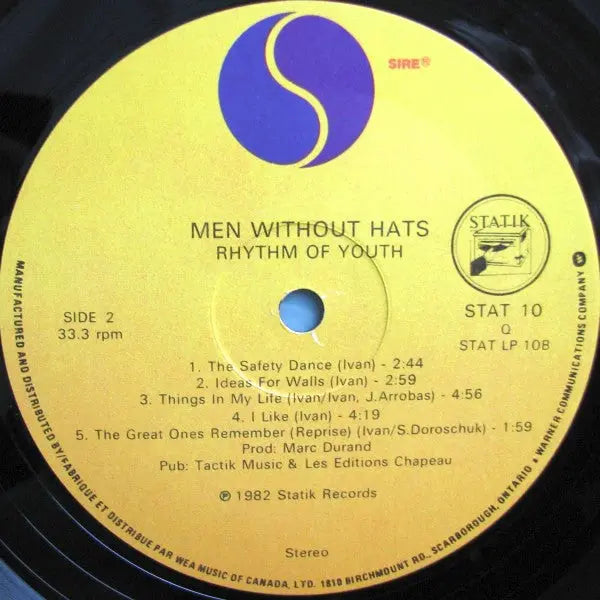 SIRE®
MEN WITHOUT HATS
RHYTHM OF YOUTH
STATIK
SIDE 2
33.3 rpm
STAT 10
Q
STAT LP 10B
1. The Safety Dance (Ivan) - 2:44
2. Ideas For Walls (Ivan) - 2:59
3. Things In My Life (Ivan/Ivan, J.Arrobas) - 4:56
4. I Like (Ivan) - 4:19
5. The Great Ones Remember (Reprise) (Ivan/S.Doroschuk) - 1:59
Prod: Marc Durand
Pub: Tactik Music & Les Editions Chapeau
℗ 1982 Statik Records
Stereo
MANUFACTURED AND DISTRIBUTED BY/FABRIQUE ET DISTRIBUE PAR WEA MUSIC OF CANADA, LTD. 1810 BIRCHMOUNT RD., SCARBOROUGH, ONTARIO • WARNER COMMUNICATIONS COMPANY